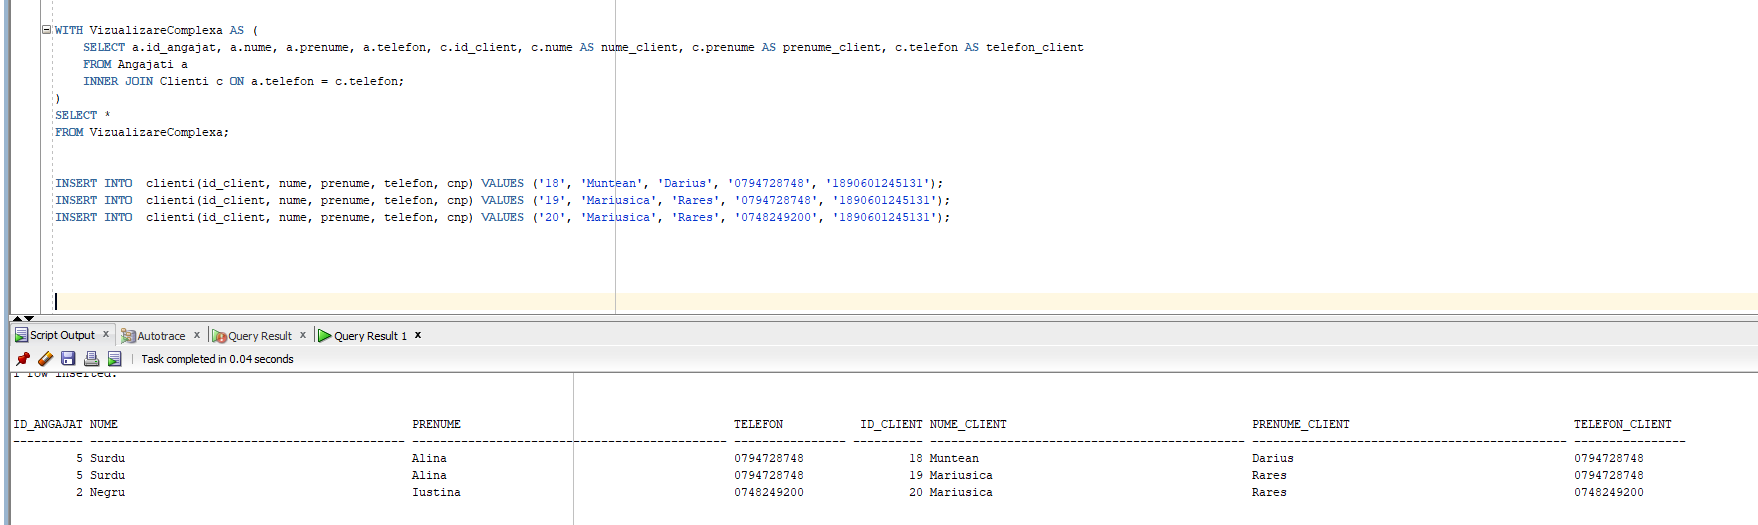 WITH VizualizareComplexa AS (
SELECT a.id_angajat, a.nume, a.prenume, a.telefon, c.id_client, c.nume AS nume_client, c.prenume AS prenume_client, c.telefon AS telefon_client
FROM Angajati a
INNER JOIN Clienti c ON a.telefon = c.telefon;
)
SELECT *
FROM VizualizareComplexa;
INSERT INTO clienti(id_client, nume, prenume, telefon, cnp) VALUES ('18', 'Muntean', 'Darius', '0794728748', '1890601245131');
INSERT INTO clienti(id_client, nume, prenume, telefon, cnp) VALUES ('19', 'Mariusica', 'Rares', '0794728748', '1890601245131');
INSERT INTO clienti(id_client, nume, prenume, telefon, cnp) VALUES ('20', 'Mariusica', 'Rares', '0748249200', '1890601245131');
Script Output x Autotrace x Query Result x Query Result 1 x
Task completed in 0.04 seconds
1 row inserted.
ID_ANGAJAT NUME PRENUME TELEFON ID_CLIENT NUME_CLIENT PRENUME_CLIENT TELEFON_CLIENT
5 Surdu Alina 0794728748 18 Muntean Darius 0794728748
5 Surdu Alina 0794728748 19 Mariusica Rares 0794728748
2 Negru Iustina 0748249200 20 Mariusica Rares 0748249200